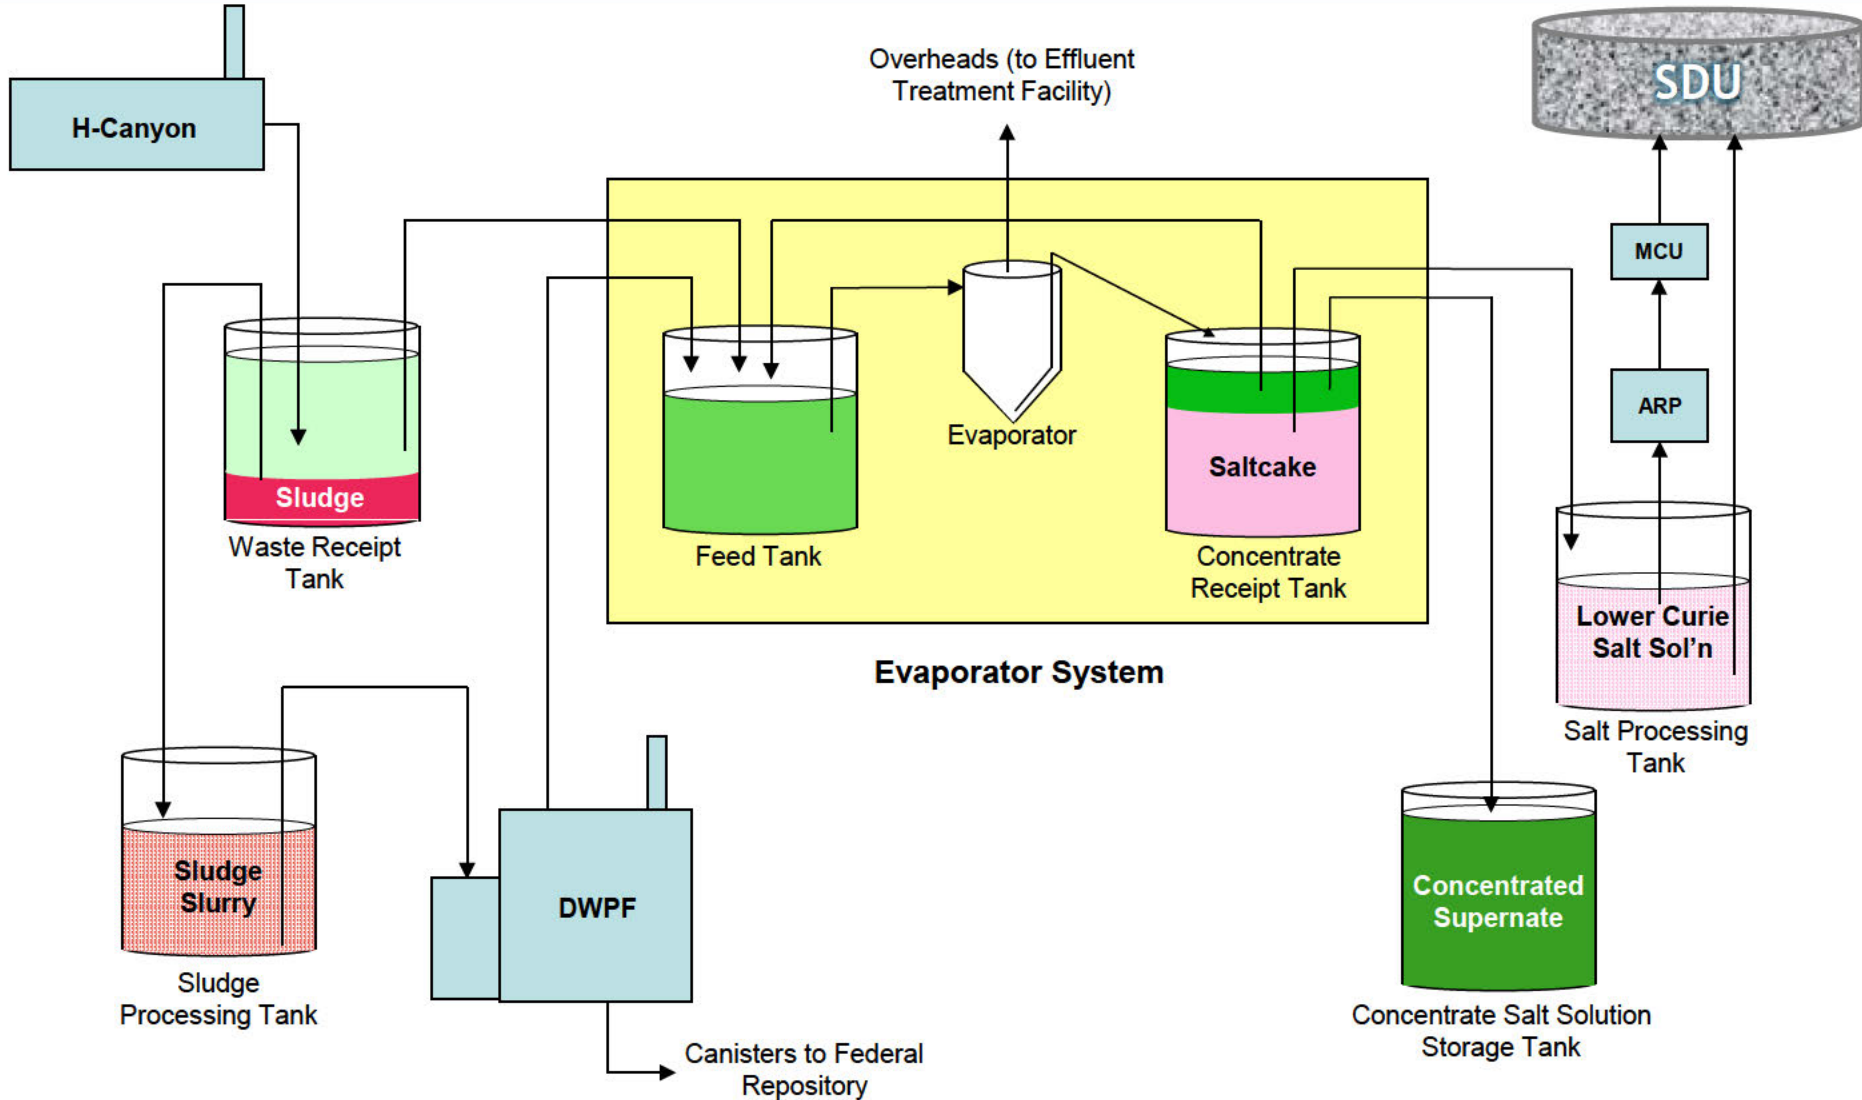 H-Canyon
Overheads (to Effluent
Treatment Facility)
SDU
MCU
ARP
Evaporator
Saltcake
Sludge
Waste Receipt
Tank
Feed Tank
Concentrate
Receipt Tank
Lower Curie
Salt Sol'n
Evaporator System
Salt Processing
Tank
Sludge
Slurry
DWPF
Concentrated
Supernate
Sludge
Processing Tank
Concentrate Salt Solution
Storage Tank
Canisters to Federal
Repository